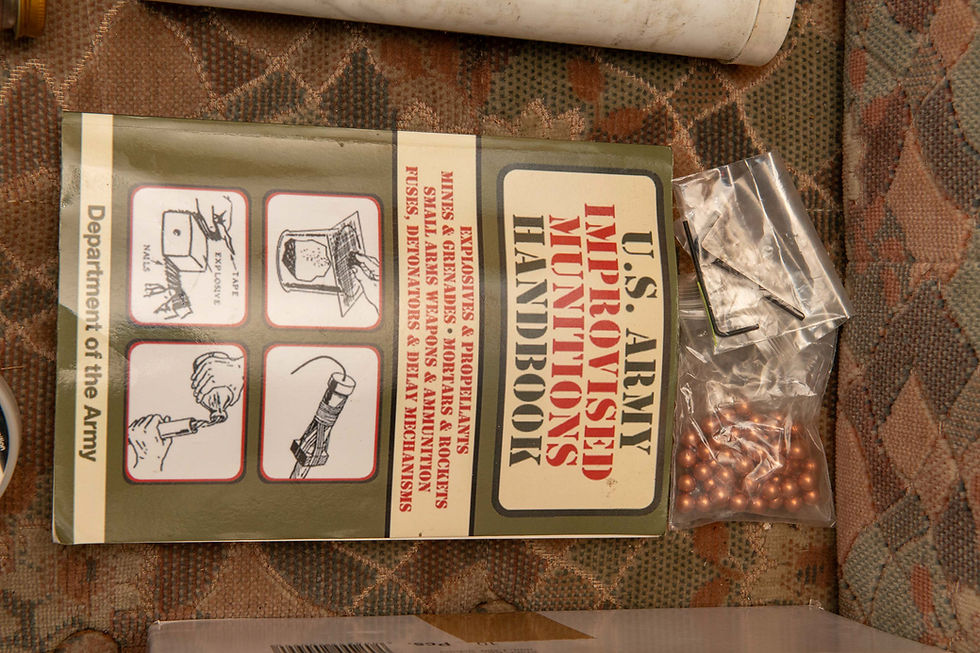 U.S. ARMY
IMPROVISED
MUNITIONS
HANDBOOK
EXPLOSIVES & PROPELLANTS
MINES & GRENADES • MORTARS & ROCKETS
SMALL ARMS WEAPONS & AMMUNITION
FUSES, DETONATORS & DELAY MECHANISMS
TAPE
EXPLOSIVE
NAILS
Department of the Army